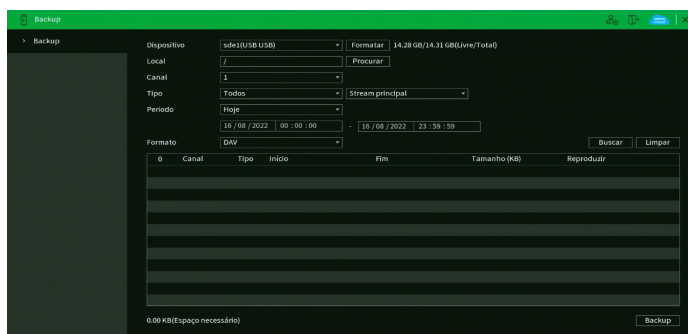 Backup
Backup
Dispositivo sde1(USB USB) Formatar 14.28 GB/14.31 GB(Livre/Total)
Local / Procurar
Canal 1
Tipo Todos Stream principal
Periodo Hoje
16 / 08 / 2022 00 : 00 : 00 - 16 / 08 / 2022 23 : 59 : 59
Formato DAV Buscar Limpar
0 Canal Tipo Início Fim Tamanho (KB) Reproduzir
0.00 KB(Espaço necessário) Backup